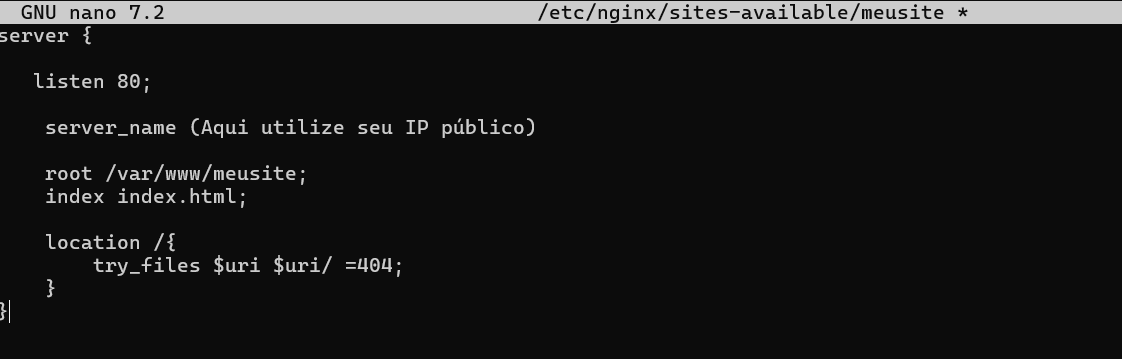 GNU nano 7.2 /etc/nginx/sites-available/meusite *
server {
listen 80;
server_name (Aqui utilize seu IP público)
root /var/www/meusite;
index index.html;
location /{
try_files $uri $uri/ =404;
}
}